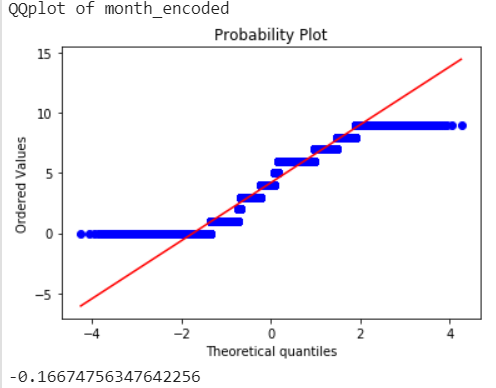 QQplot of month_encoded
Probability Plot
15
10
5
0
−5
Ordered Values
−4
−2
0
2
4
Theoretical quantiles
-0.16674756347642256